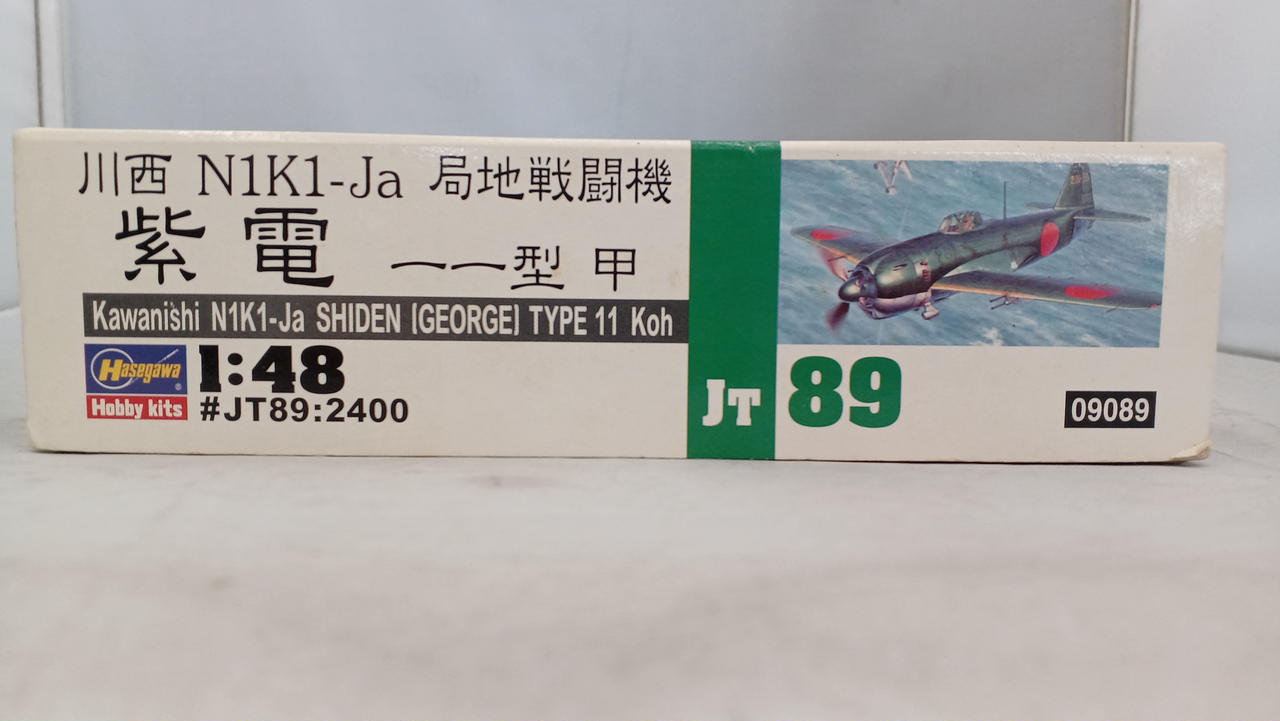 川西 N1K1-Ja 局地戦闘機
紫電 一一型 甲
Kawanishi N1K1-Ja SHIDEN [GEORGE] TYPE 11 Koh
Hasegawa ®
Hobby kits
1:48
#JT89:2400
JT 89
09089